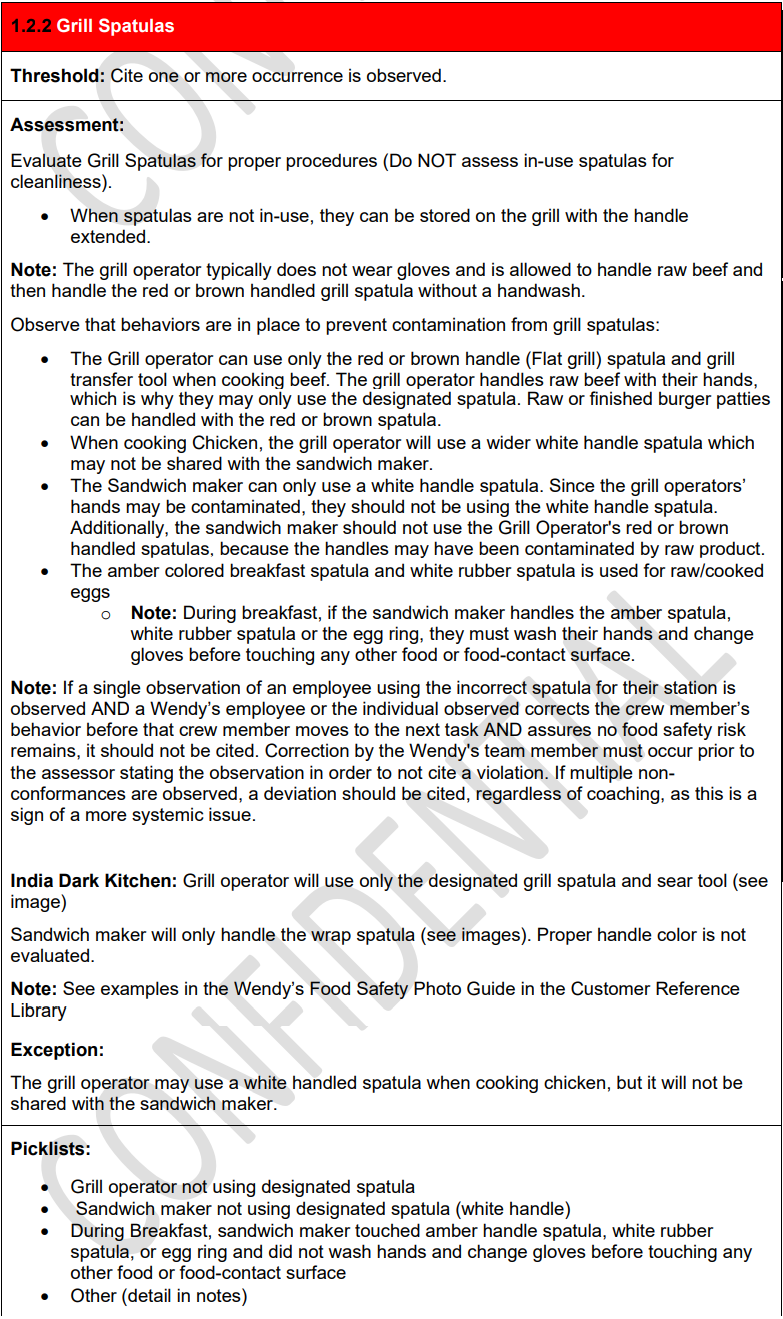 1.2.2 Grill Spatulas
Threshold: Cite one or more occurrence is observed.
Assessment:
Evaluate Grill Spatulas for proper procedures (Do NOT assess in-use spatulas for
cleanliness).
• When spatulas are not in-use, they can be stored on the grill with the handle
extended.
Note: The grill operator typically does not wear gloves and is allowed to handle raw beef and
then handle the red or brown handled grill spatula without a handwash.
Observe that behaviors are in place to prevent contamination from grill spatulas:
• The Grill operator can use only the red or brown handle (Flat grill) spatula and grill
transfer tool when cooking beef. The grill operator handles raw beef with their hands,
which is why they may only use the designated spatula. Raw or finished burger patties
can be handled with the red or brown spatula.
• When cooking Chicken, the grill operator will use a wider white handle spatula which
may not be shared with the sandwich maker.
• The Sandwich maker can only use a white handle spatula. Since the grill operators'
hands may be contaminated, they should not be using the white handle spatula.
Additionally, the sandwich maker should not use the Grill Operator's red or brown
handled spatulas, because the handles may have been contaminated by raw product.
• The amber colored breakfast spatula and white rubber spatula is used for raw/cooked
eggs
o Note: During breakfast, if the sandwich maker handles the amber spatula,
white rubber spatula or the egg ring, they must wash their hands and change
gloves before touching any other food or food-contact surface.
Note: If a single observation of an employee using the incorrect spatula for their station is
observed AND a Wendy's employee or the individual observed corrects the crew member's
behavior before that crew member moves to the next task AND assures no food safety risk
remains, it should not be cited. Correction by the Wendy's team member must occur prior to
the assessor stating the observation in order to not cite a violation. If multiple non-
conformances are observed, a deviation should be cited, regardless of coaching, as this is a
sign of a more systemic issue.
India Dark Kitchen: Grill operator will use only the designated grill spatula and sear tool (see
image)
Sandwich maker will only handle the wrap spatula (see images). Proper handle color is not
evaluated.
Note: See examples in the Wendy's Food Safety Photo Guide in the Customer Reference
Library
Exception:
The grill operator may use a white handled spatula when cooking chicken, but it will not be
shared with the sandwich maker.
Picklists:
• Grill operator not using designated spatula
• Sandwich maker not using designated spatula (white handle)
• During Breakfast, sandwich maker touched amber handle spatula, white rubber
spatula, or egg ring and did not wash hands and change gloves before touching any
other food or food-contact surface
• Other (detail in notes)
CONFIDENTIAL